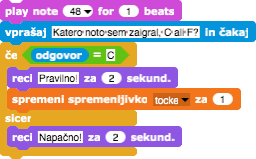 play note 48 for 1 beats
vprašaj Katero noto sem zaigral, C ali F? in čakaj
če odgovor = C
reci Pravilno! za 2 sekund.
spremeni spremenljivko tocke za 1
sicer
reci Napačno! za 2 sekund.